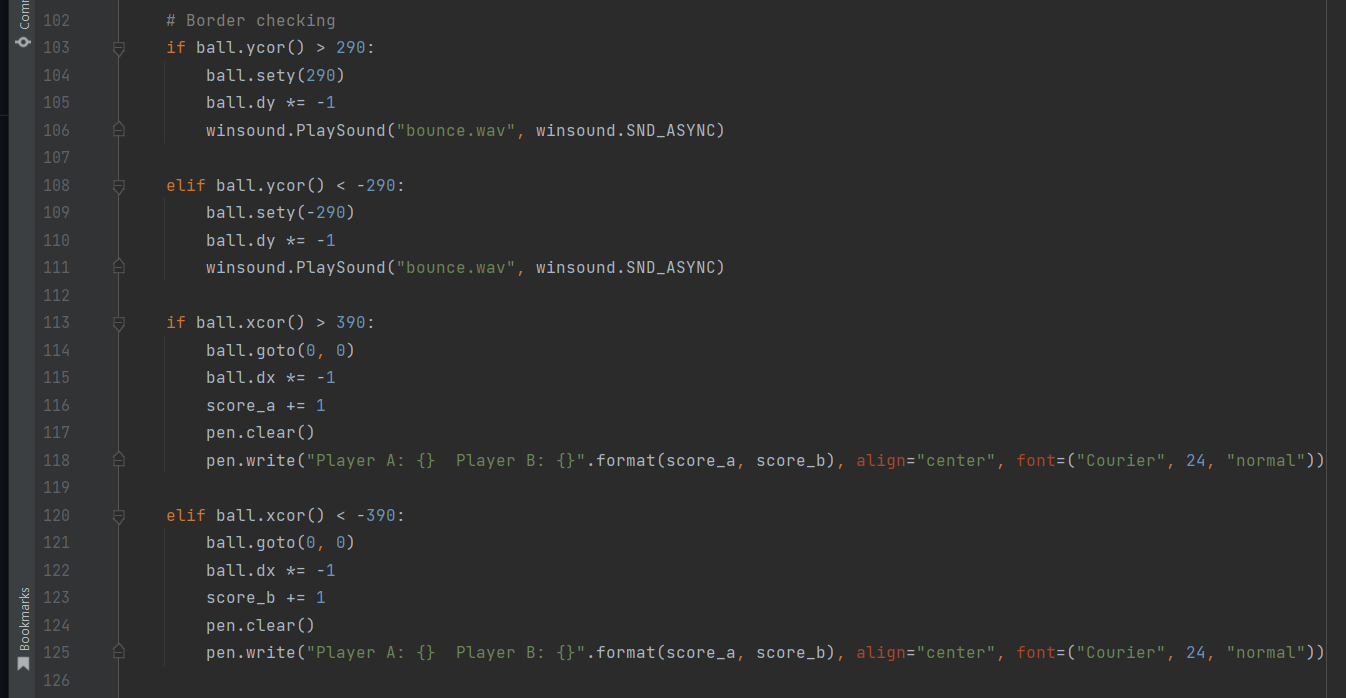 Comm
102 # Border checking
103 if ball.ycor() > 290:
104 ball.sety(290)
105 ball.dy *= -1
106 winsound.PlaySound("bounce.wav", winsound.SND_ASYNC)
107
108 elif ball.ycor() < -290:
109 ball.sety(-290)
110 ball.dy *= -1
111 winsound.PlaySound("bounce.wav", winsound.SND_ASYNC)
112
113 if ball.xcor() > 390:
114 ball.goto(0, 0)
115 ball.dx *= -1
116 score_a += 1
117 pen.clear()
118 pen.write("Player A: {}  Player B: {}".format(score_a, score_b), align="center", font=("Courier", 24, "normal"))
119
120 elif ball.xcor() < -390:
121 ball.goto(0, 0)
122 ball.dx *= -1
123 score_b += 1
124 pen.clear()
125 pen.write("Player A: {}  Player B: {}".format(score_a, score_b), align="center", font=("Courier", 24, "normal"))
126
Bookmarks